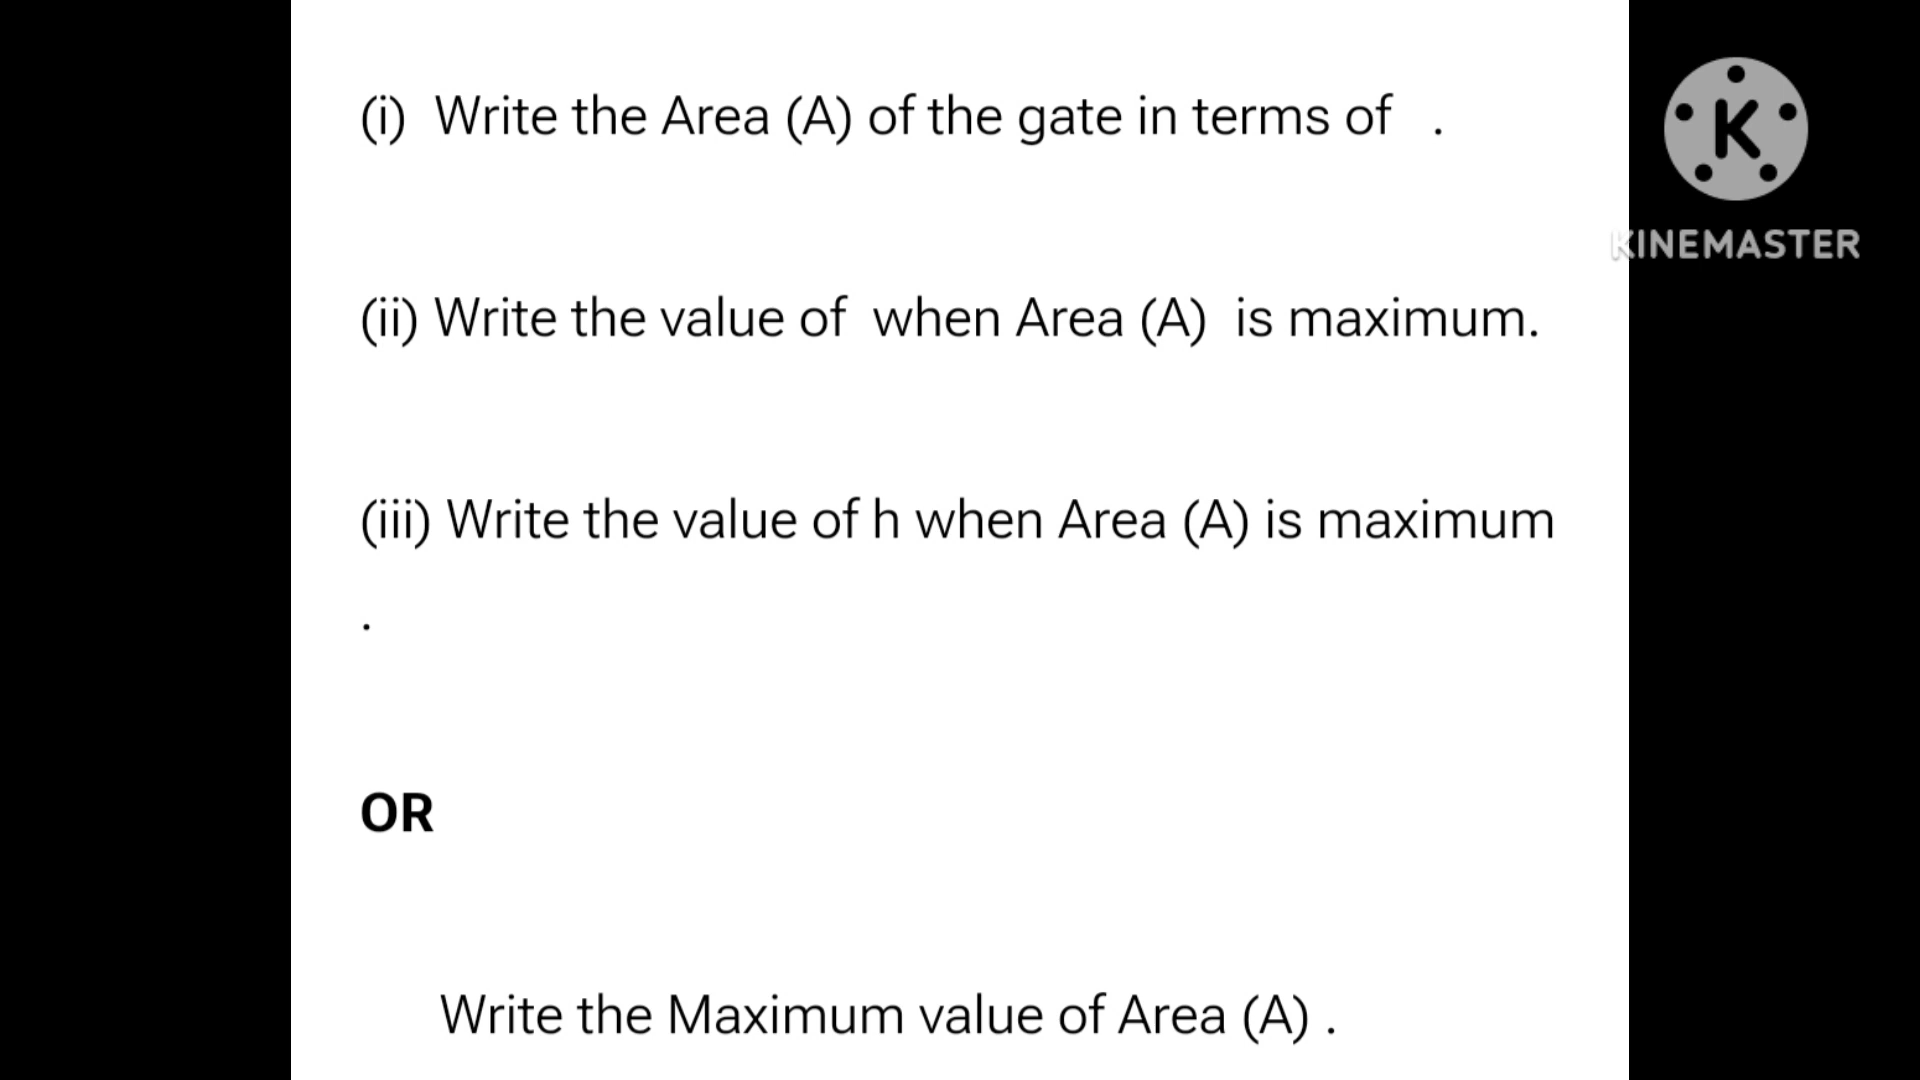 (i) Write the Area (A) of the gate in terms of .
K
KINEMASTER
(ii) Write the value of when Area (A) is maximum.
(iii) Write the value of h when Area (A) is maximum
.
OR
Write the Maximum value of Area (A) .